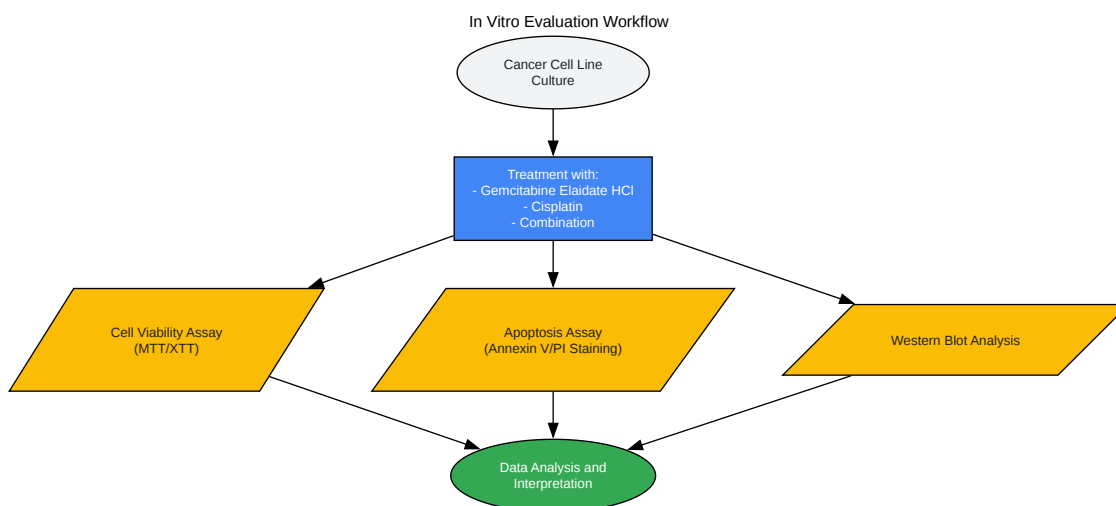 In Vitro Evaluation Workflow
Cancer Cell Line
Culture
Treatment with:
- Gemcitabine Elaidate HCl
- Cisplatin
- Combination
Cell Viability Assay
(MTT/XTT)
Apoptosis Assay
(Annexin V/PI Staining)
Western Blot Analysis
Data Analysis and
Interpretation